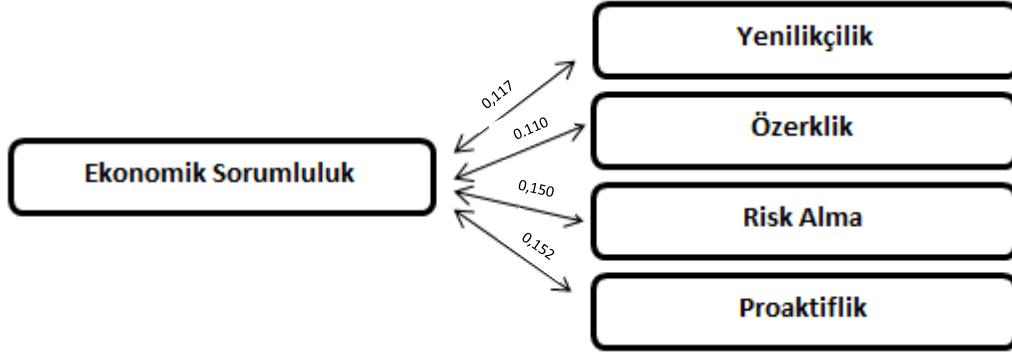 Yenilikçilik
0,117
0.110
Özerklik
Ekonomik Sorumluluk
0,150
Risk Alma
0,152
Proaktiflik